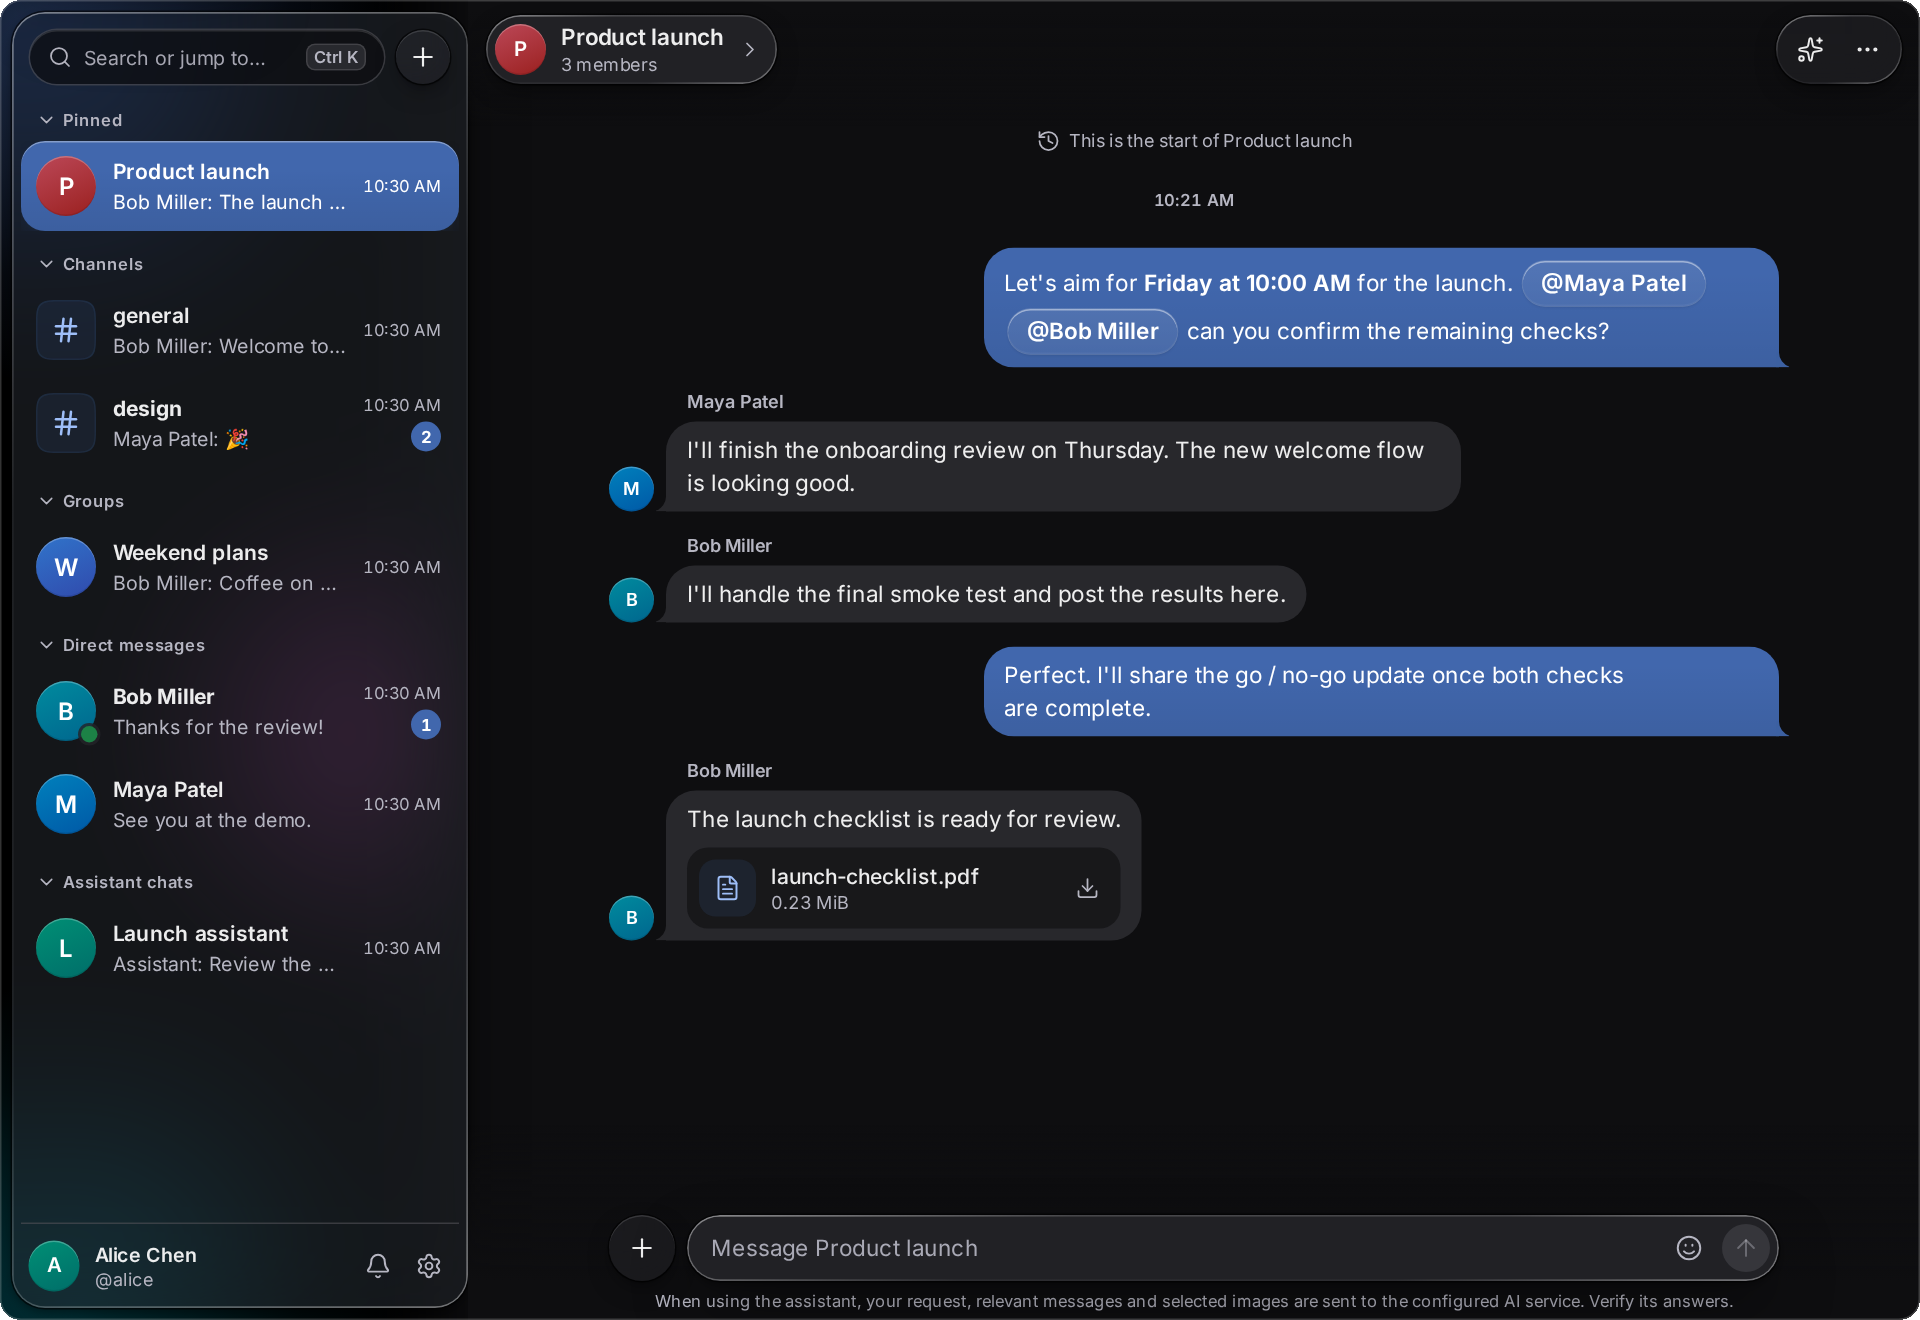 Search or jump to...
Ctrl K
Pinned
P
Product launch
10:30 AM
Bob Miller: The launch ...
Channels
general
10:30 AM
Bob Miller: Welcome to...
design
10:30 AM
Maya Patel: 🎉
2
Groups
W
Weekend plans
10:30 AM
Bob Miller: Coffee on ...
Direct messages
B
Bob Miller
10:30 AM
Thanks for the review!
1
M
Maya Patel
10:30 AM
See you at the demo.
Assistant chats
L
Launch assistant
10:30 AM
Assistant: Review the ...
A
Alice Chen
@alice
P
Product launch
3 members
This is the start of Product launch
10:21 AM
Let's aim for Friday at 10:00 AM for the launch. @Maya Patel
@Bob Miller can you confirm the remaining checks?
Maya Patel
I'll finish the onboarding review on Thursday. The new welcome flow
is looking good.
M
Bob Miller
I'll handle the final smoke test and post the results here.
B
Perfect. I'll share the go / no-go update once both checks
are complete.
Bob Miller
The launch checklist is ready for review.
launch-checklist.pdf
0.23 MiB
B
Message Product launch
When using the assistant, your request, relevant messages and selected images are sent to the configured AI service. Verify its answers.